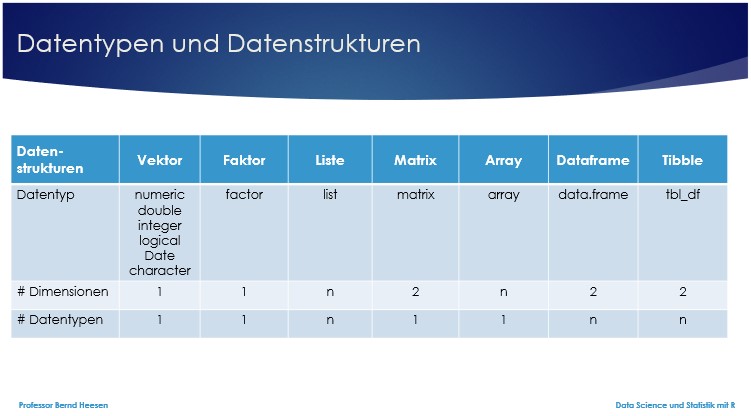 Datentypen und Datenstrukturen
Daten-
strukturen Vektor Faktor Liste Matrix Array Dataframe Tibble
Datentyp numeric factor list matrix array data.frame tbl_df
double
integer
logical
Date
character
# Dimensionen 1 1 n 2 n 2 2
# Datentypen 1 1 n 1 1 n n
Professor Bernd Heesen Data Science und Statistik mit R